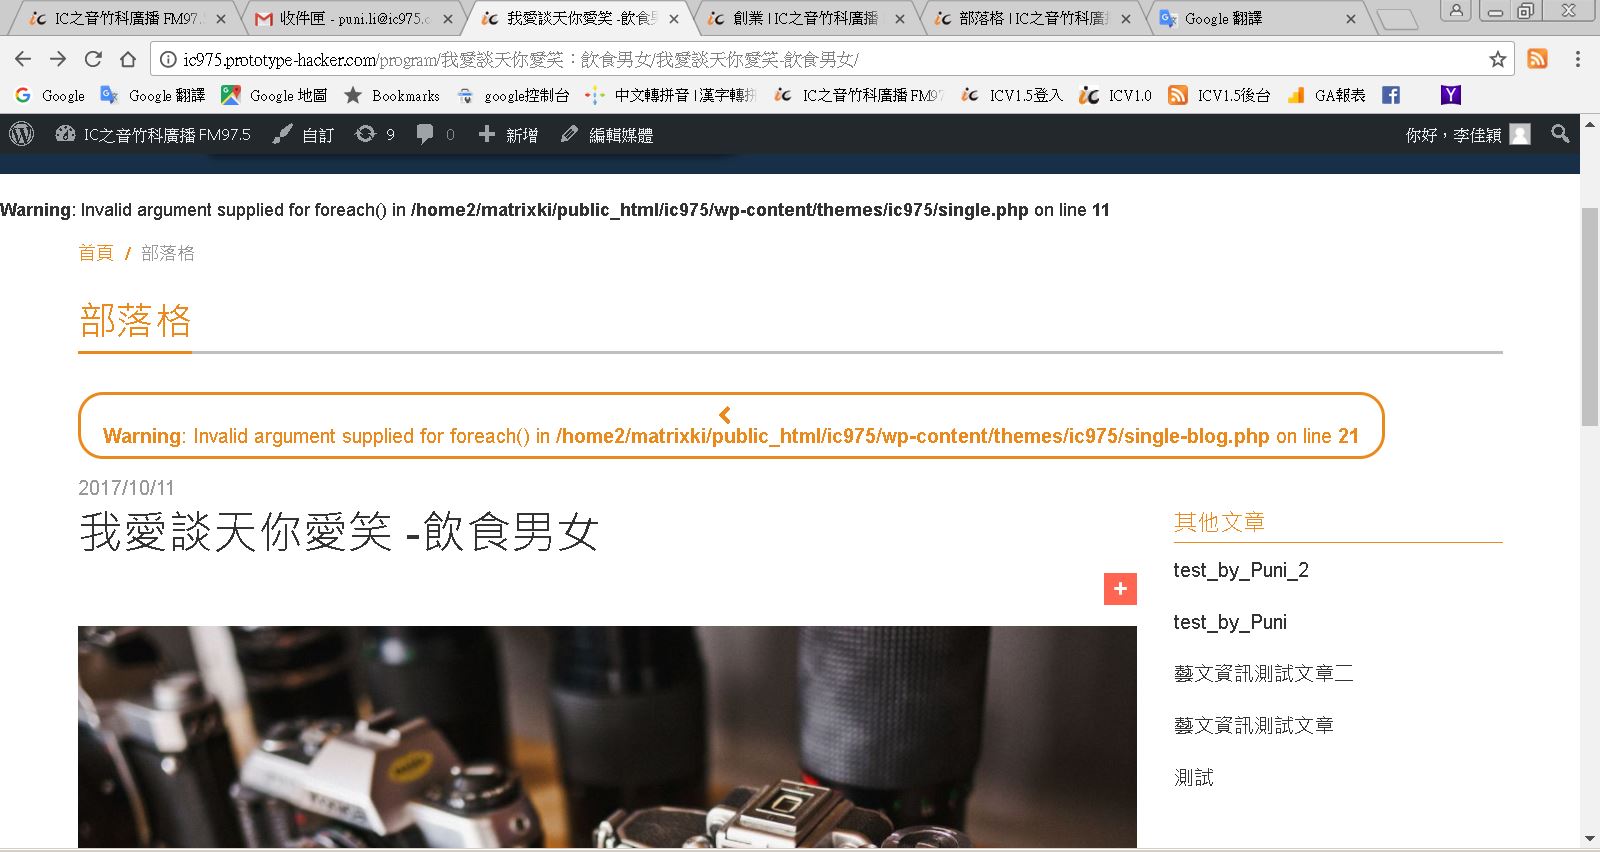 IC之音竹科廣播 FM97.
收件匣 - puni.li@ic975.c
我愛談天你愛笑 -飲食男
創業 | IC之音竹科廣播
部落格 | IC之音竹科廣播
Google 翻譯
ic975.prototype-hacker.com/program/我愛談天你愛笑：飲食男女/我愛談天你愛笑-飲食男女/
Google
Google 翻譯
Google 地圖
Bookmarks
google控制台
中文轉拼音 | 漢字轉拼
IC之音竹科廣播 FM97
ICV1.5登入
ICV1.0
ICV1.5後台
GA報表
IC之音竹科廣播 FM97.5
自訂
9
0
新增
編輯媒體
你好，李佳穎
Warning: Invalid argument supplied for foreach() in /home2/matrixki/public_html/ic975/wp-content/themes/ic975/single.php on line 11
首頁 / 部落格
部落格
Warning: Invalid argument supplied for foreach() in /home2/matrixki/public_html/ic975/wp-content/themes/ic975/single-blog.php on line 21
2017/10/11
我愛談天你愛笑 -飲食男女
+
其他文章
test_by_Puni_2
test_by_Puni
藝文資訊測試文章二
藝文資訊測試文章
測試